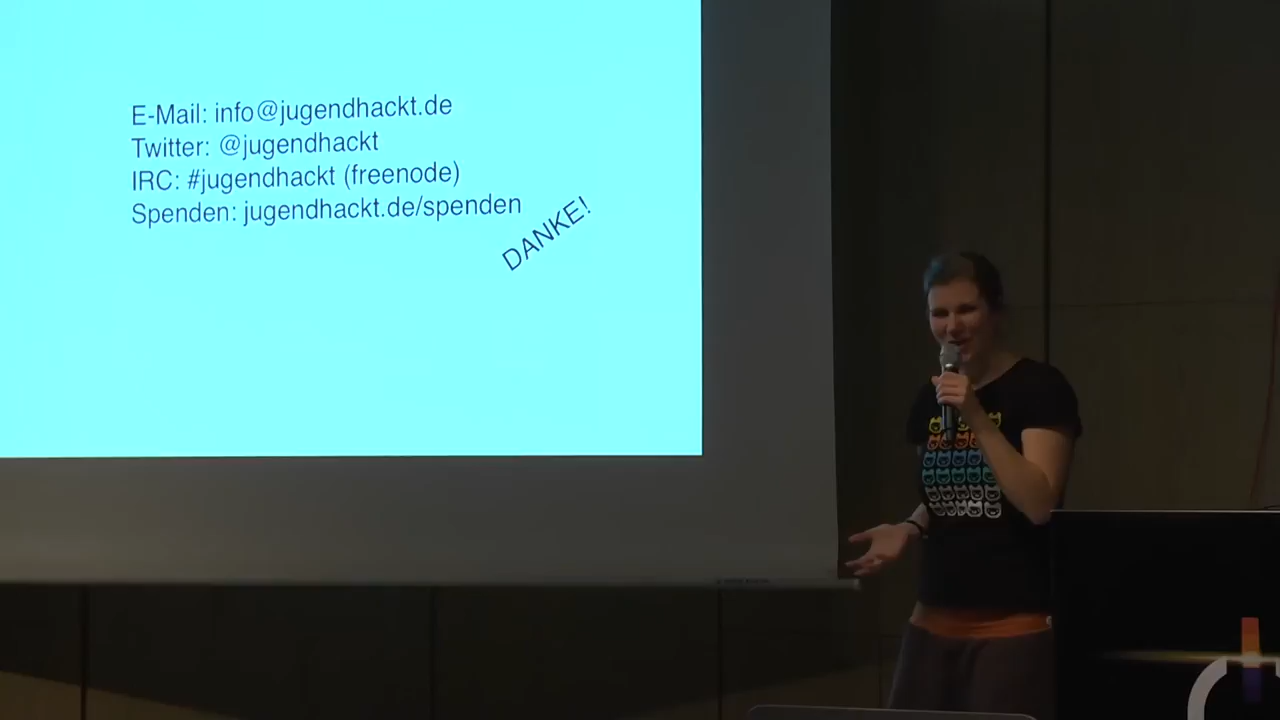 E-Mail: info@jugendhackt.de
Twitter: @jugendhackt
IRC: #jugendhackt (freenode)
Spenden: jugendhackt.de/spenden
DANKE!